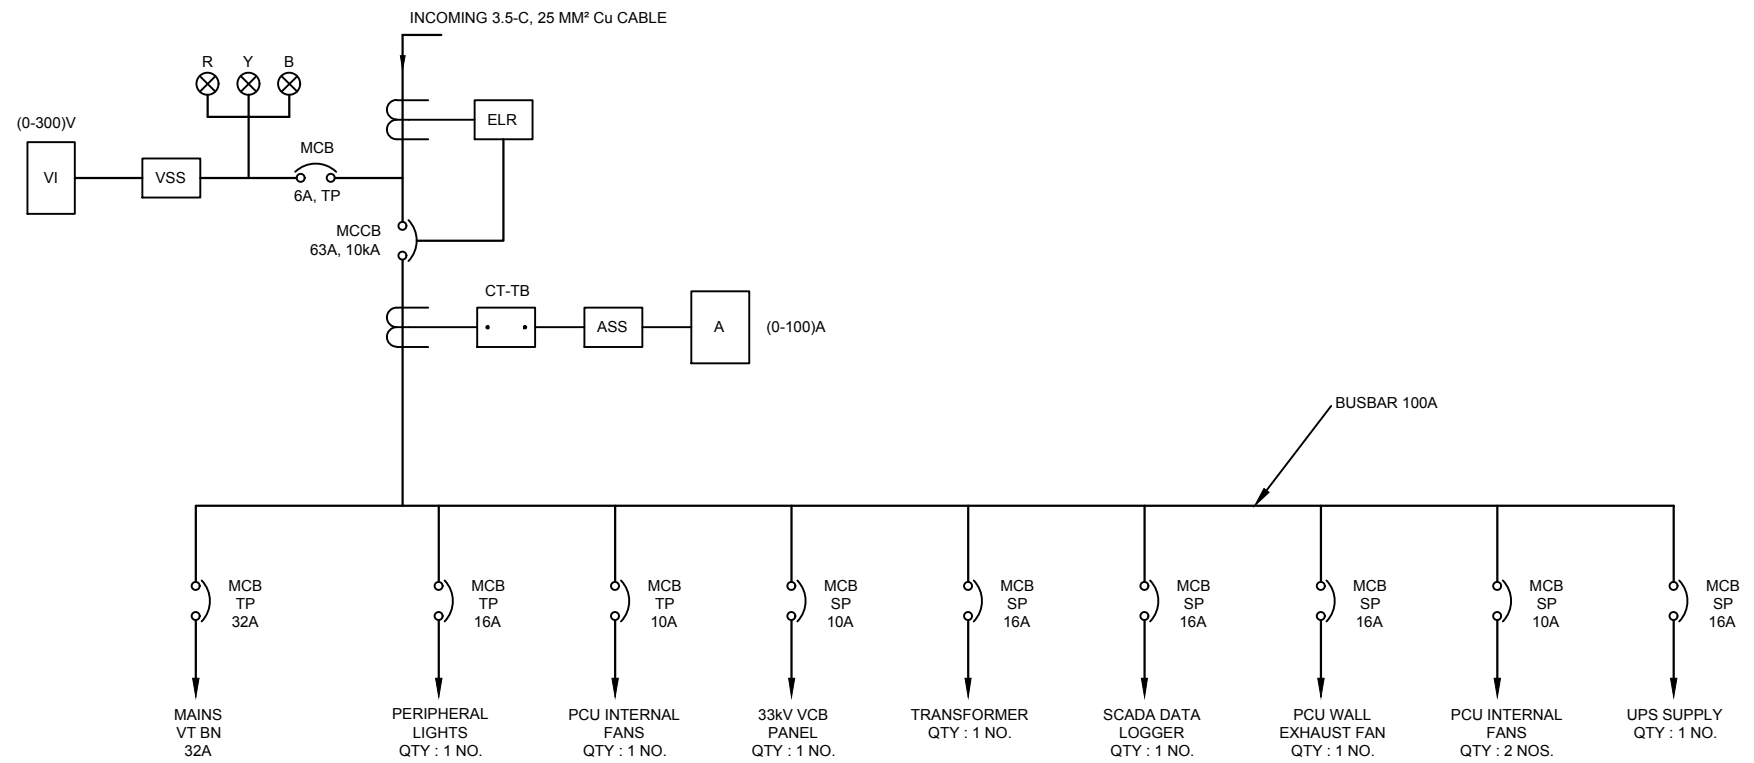 INCOMING 3.5-C, 25 MM² Cu CABLE
R Y B
(0-300)V
ELR
MCB
VI
VSS
6A, TP
MCCB
63A, 10kA
CT-TB
ASS
A
(0-100)A
BUSBAR 100A
MCB
TP
32A
MCB
TP
16A
MCB
TP
10A
MCB
SP
10A
MCB
SP
16A
MCB
SP
16A
MCB
SP
16A
MCB
SP
10A
MCB
SP
16A
MAINS
VT BN
32A
PERIPHERAL
LIGHTS
QTY : 1 NO.
PCU INTERNAL
FANS
QTY : 1 NO.
33kV VCB
PANEL
QTY : 1 NO.
TRANSFORMER
QTY : 1 NO.
SCADA DATA
LOGGER
QTY : 1 NO.
PCU WALL
EXHAUST FAN
QTY : 1 NO.
PCU INTERNAL
FANS
QTY : 2 NOS.
UPS SUPPLY
QTY : 1 NO.